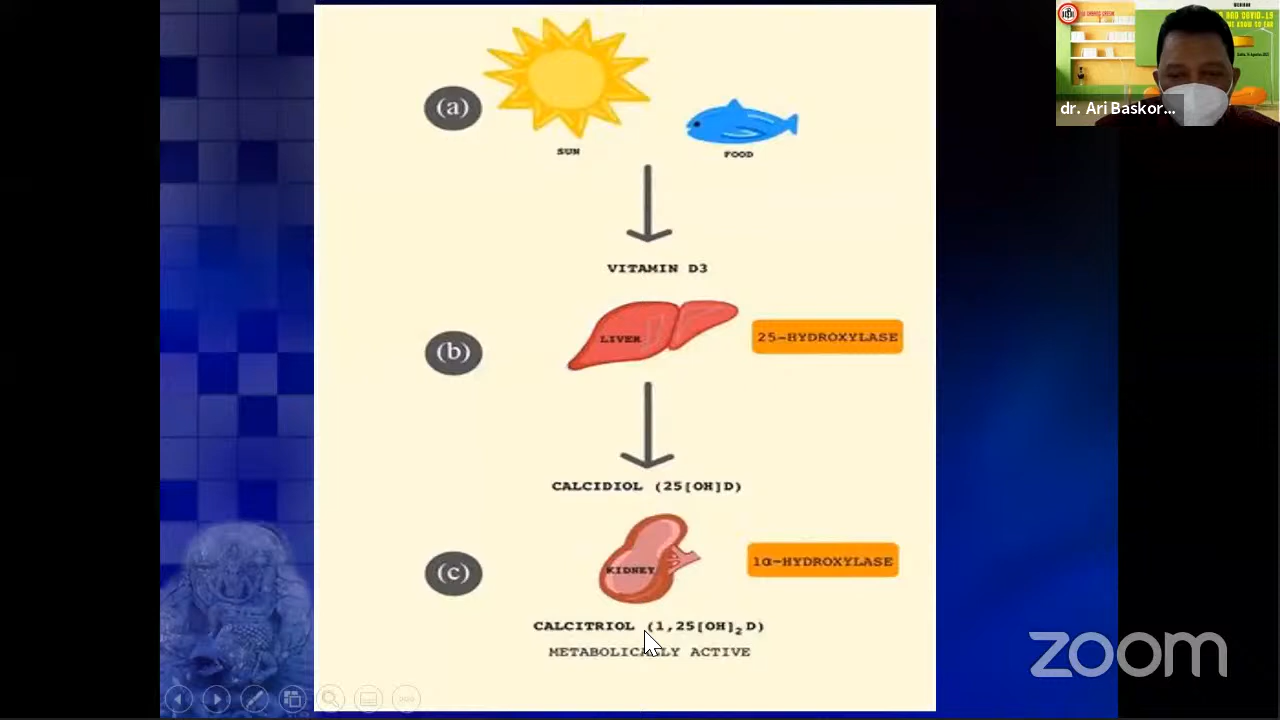 (a)
SUN
FOOD
VITAMIN D3
(b)
LIVER
25-HYDROXYLASE
CALCIDIOL (25[OH]D)
(c)
KIDNEY
1α-HYDROXYLASE
CALCITRIOL (1,25[OH]₂D)
METABOLICALLY ACTIVE
dr. Ari Baskor...
zoom